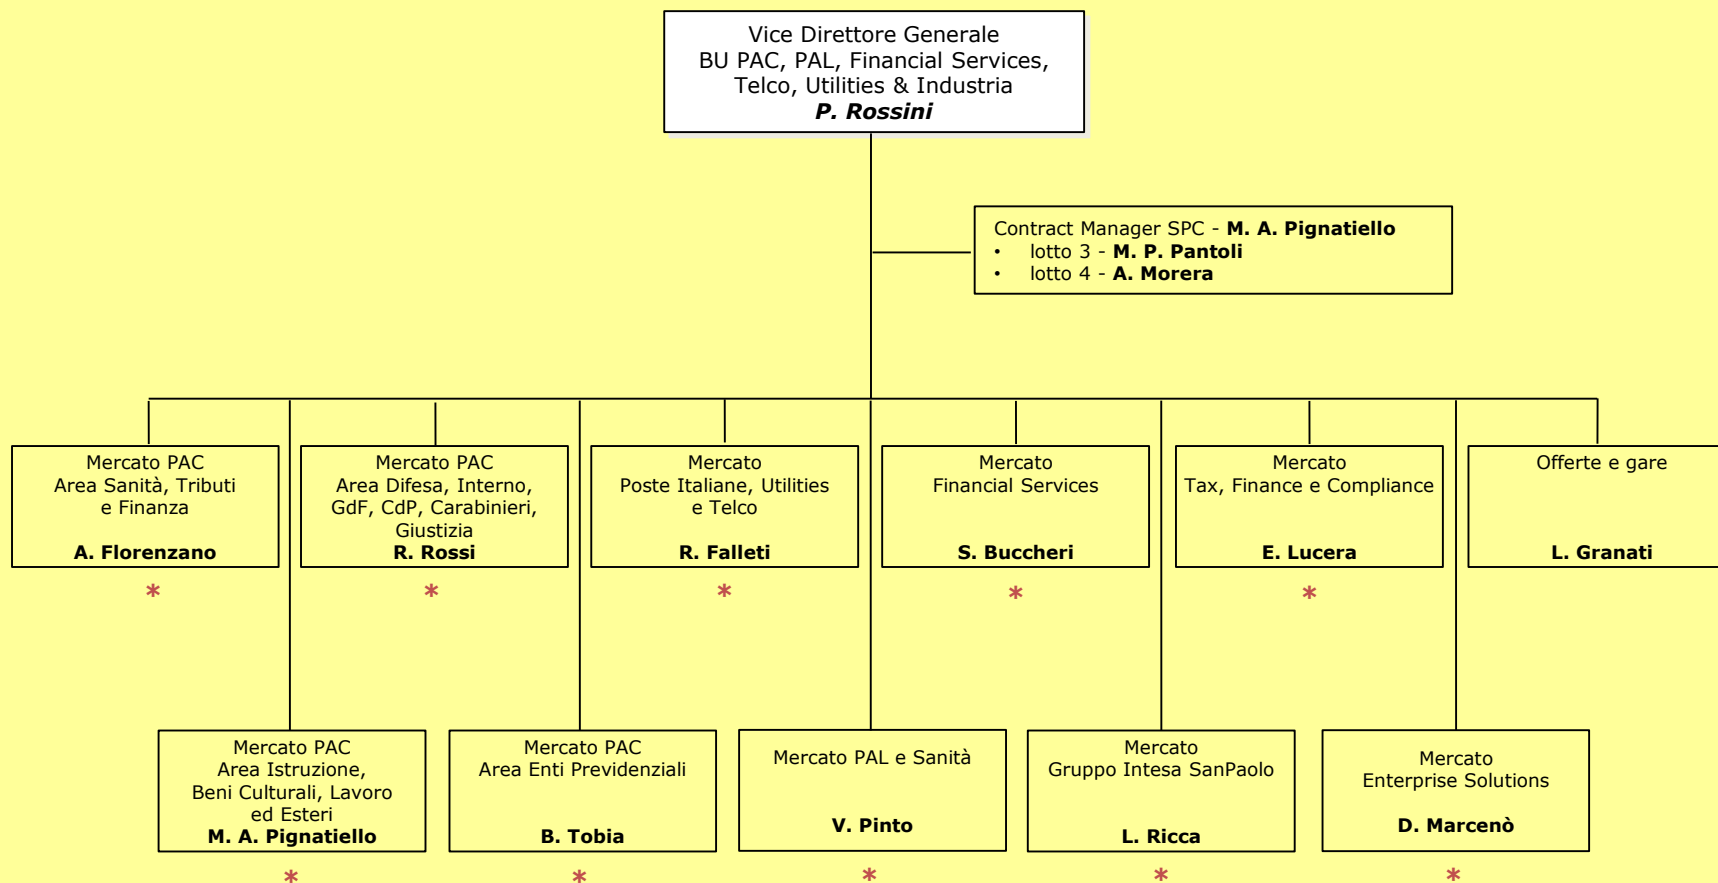 Vice Direttore Generale
BU PAC, PAL, Financial Services,
Telco, Utilities & Industria
P. Rossini
Contract Manager SPC - M. A. Pignatiello
• lotto 3 - M. P. Pantoli
• lotto 4 - A. Morera
Mercato PAC
Area Sanità, Tributi
e Finanza
A. Florenzano
*
Mercato PAC
Area Difesa, Interno,
GdF, CdP, Carabinieri,
Giustizia
R. Rossi
*
Mercato
Poste Italiane, Utilities
e Telco
R. Falleti
*
Mercato
Financial Services
S. Buccheri
*
Mercato
Tax, Finance e Compliance
E. Lucera
*
Offerte e gare
L. Granati
Mercato PAC
Area Istruzione,
Beni Culturali, Lavoro
ed Esteri
M. A. Pignatiello
*
Mercato PAC
Area Enti Previdenziali
B. Tobia
*
Mercato PAL e Sanità
V. Pinto
*
Mercato
Gruppo Intesa SanPaolo
L. Ricca
*
Mercato
Enterprise Solutions
D. Marcenò
*